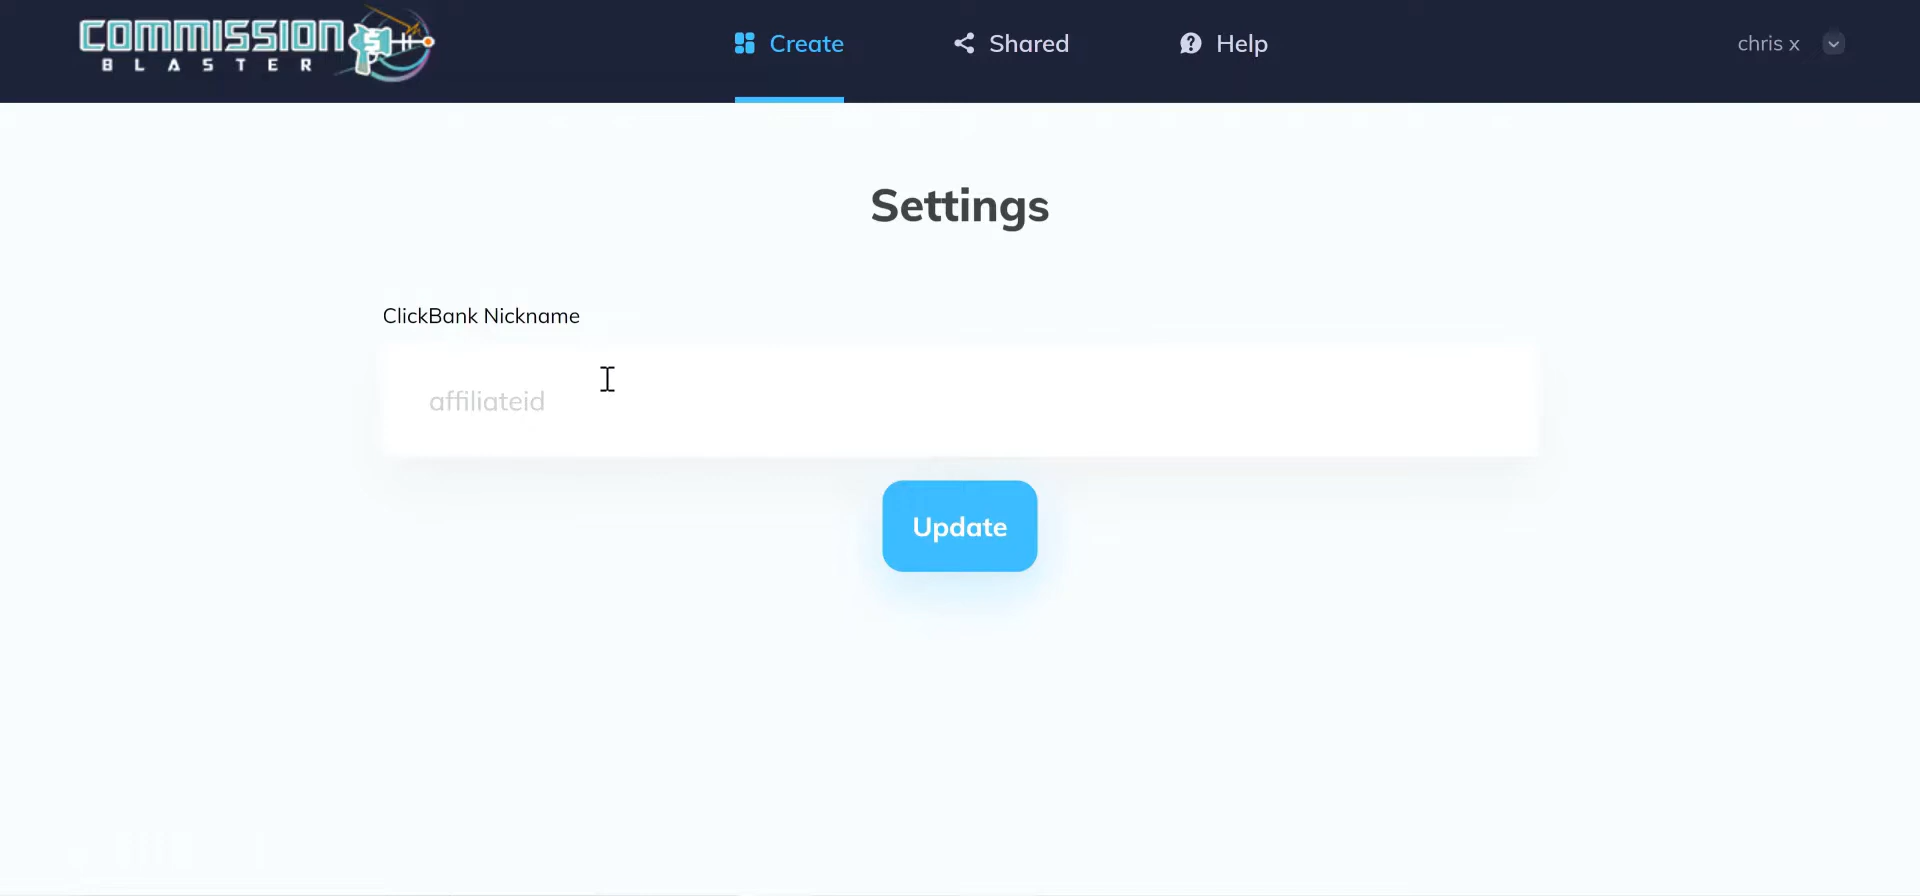 COMMISSION
BLASTER
Create
Shared
Help
chris x
Settings
ClickBank Nickname
affiliateid
Update